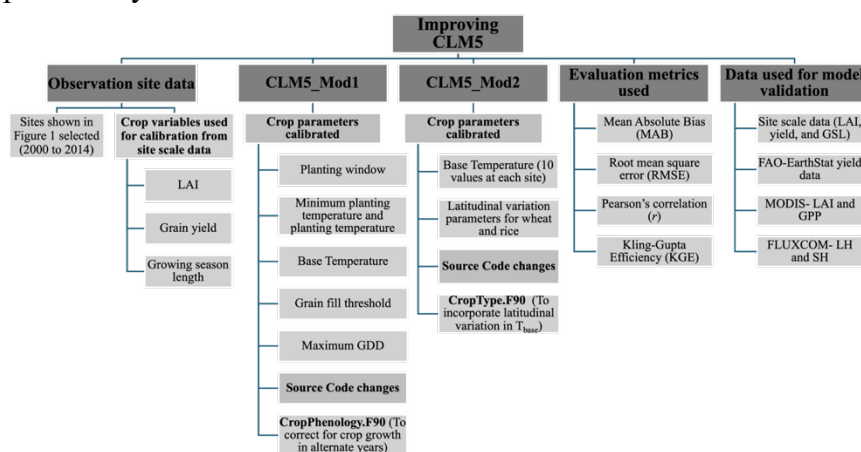 Improving
CLM5
Observation site data
Sites shown in
Figure 1 selected
(2000 to 2014)
Crop variables used
for calibration from
site scale data
LAI
Grain yield
Growing season
length
CLM5_Mod1
Crop parameters
calibrated
Planting window
Minimum planting
temperature and
planting temperature
Base Temperature
Grain fill threshold
Maximum GDD
Source Code changes
CropPhenology.F90 (To
correct for crop growth
in alternate years)
CLM5_Mod2
Crop parameters
calibrated
Base Temperature (10
values at each site)
Latitudinal variation
parameters for wheat
and rice
Source Code changes
CropType.F90 (To
incorporate latitudinal
variation in Tbase)
Evaluation metrics
used
Mean Absolute Bias
(MAB)
Root mean square
error (RMSE)
Pearson's correlation (r)
Kling-Gupta
Efficiency (KGE)
Data used for model
validation
Site scale data (LAI,
yield, and GSL)
FAO-EarthStat yield
data
MODIS- LAI and
GPP
FLUXCOM- LH
and SH